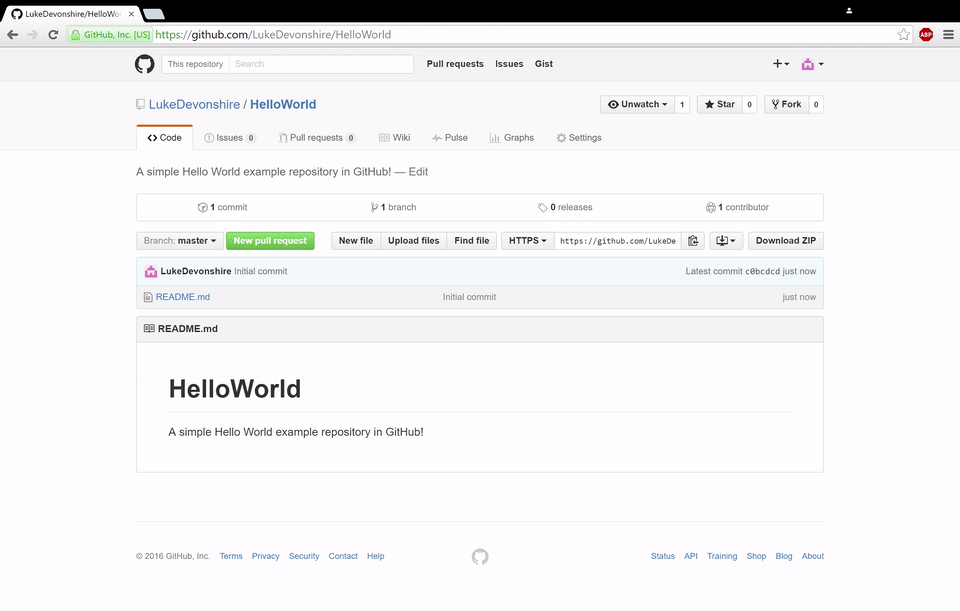 LukeDevonshire/HelloWo
GitHub, Inc. [US] https://github.com/LukeDevonshire/HelloWorld ABP
This repository Search Pull requests Issues Gist
LukeDevonshire / HelloWorld Unwatch 1 Star 0 Fork 0
Code Issues 0 Pull requests 0 Wiki Pulse Graphs Settings
A simple Hello World example repository in GitHub! — Edit
1 commit 1 branch 0 releases 1 contributor
Branch: master New pull request New file Upload files Find file HTTPS https://github.com/LukeDe Download ZIP
LukeDevonshire Initial commit Latest commit c0bcdcd just now
README.md Initial commit just now
README.md
HelloWorld
A simple Hello World example repository in GitHub!
© 2016 GitHub, Inc. Terms Privacy Security Contact Help Status API Training Shop Blog About